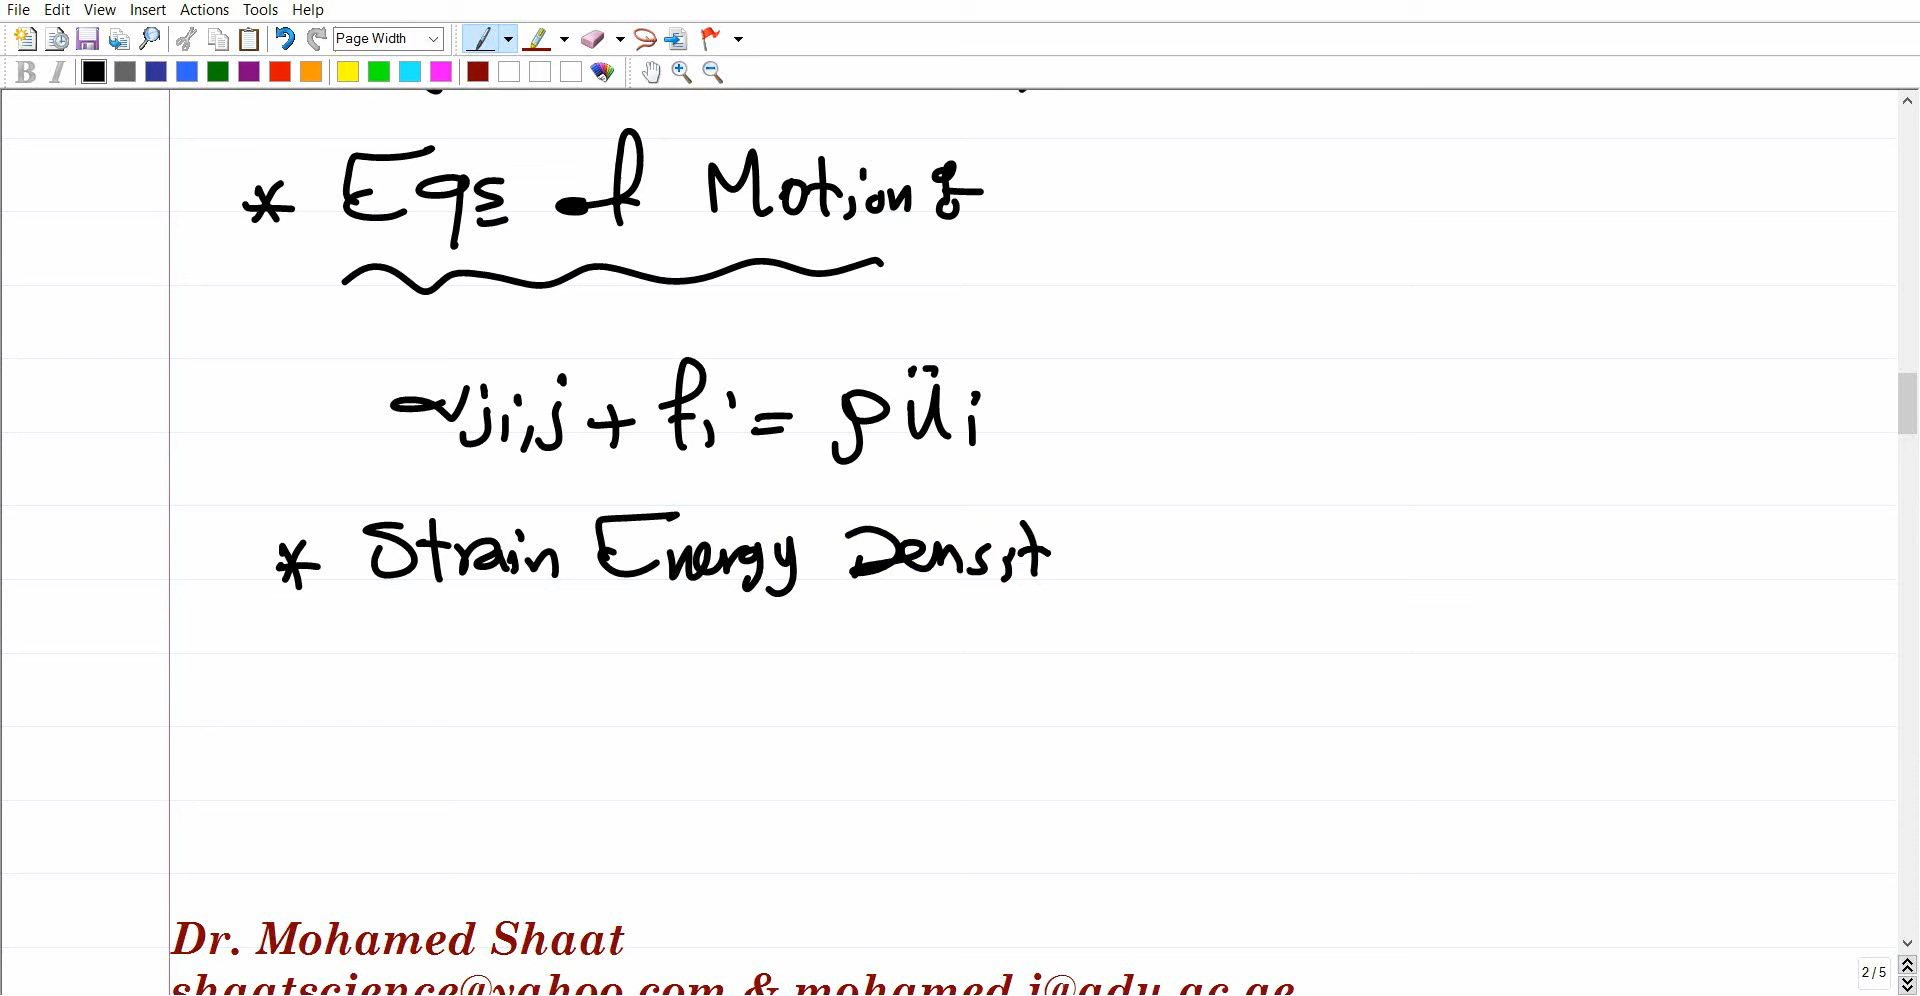 File Edit View Insert Actions Tools Help
Page Width
B I
* Eqs of Motion:
σji,j + fi = ρüi
* Strain Energy Densit
Dr. Mohamed Shaat
shaatscience@yahoo.com & mohamed.i@adu.ac.ae
2 / 5